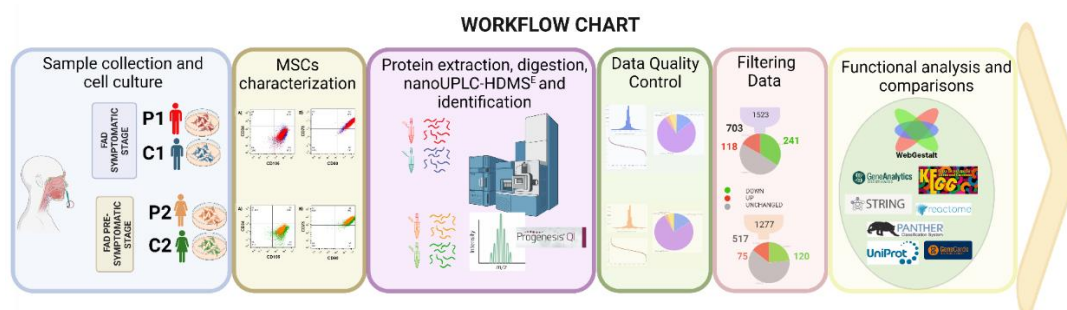 WORKFLOW CHART
Sample collection and
cell culture
FAD
SYMPTOMATIC
STAGE
P1
C1
FAD PRE-
SYMPTOMATIC
STAGE
P2
C2
MSCs
characterization
Protein extraction, digestion,
nanoUPLC-HDMSᴱ and
identification
Intensity
m/z
Progenesis QI
Data Quality
Control
Filtering
Data
1523
703
118
241
DOWN
UP
UNCHANGED
1277
517
75
120
Functional analysis and
comparisons
WebGestalt
GeneAnalytics
KEGG
STRING
reactome
PANTHER
Classification System
UniProt
GeneCards